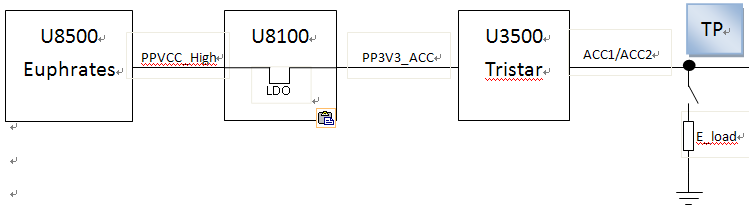 U8500
Euphrates
PPVCC_High
U8100
LDO
PP3V3_ACC
U3500
Tristar
ACC1/ACC2
TP
E_load